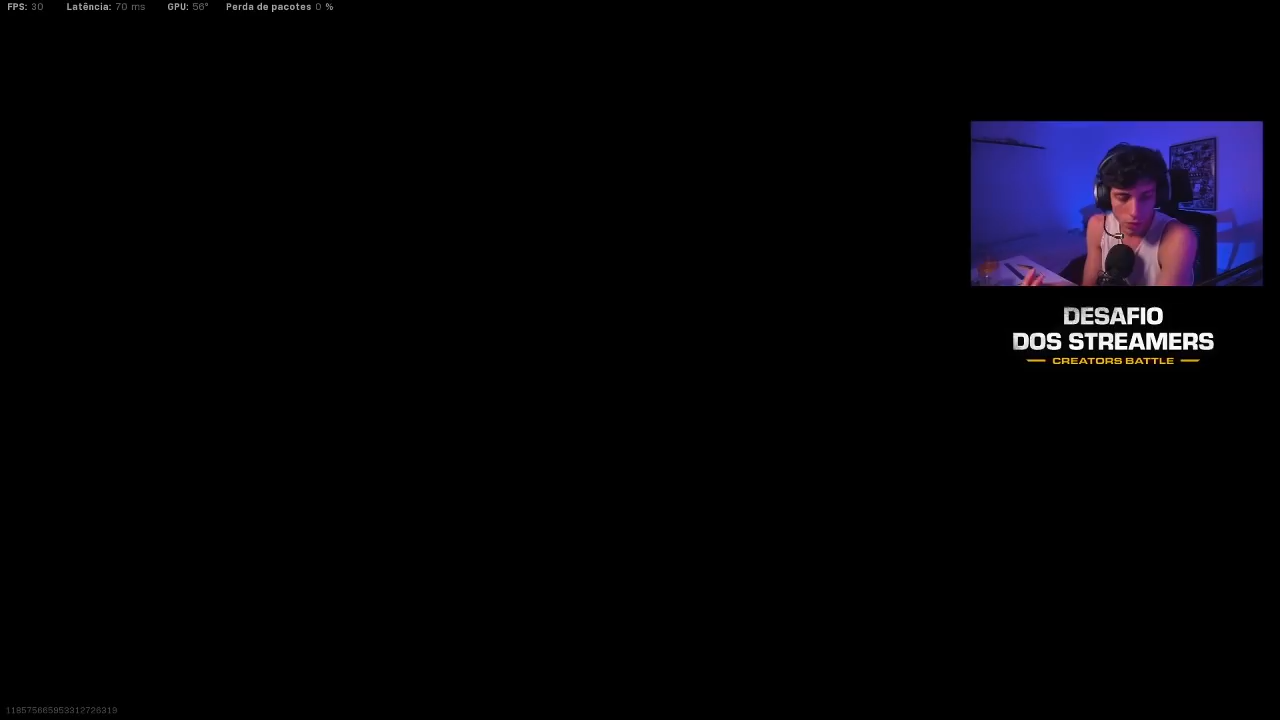 FPS: 30 Latência: 70 ms GPU: 56° Perda de pacotes 0 %
DESAFIO
DOS STREAMERS
CREATORS BATTLE